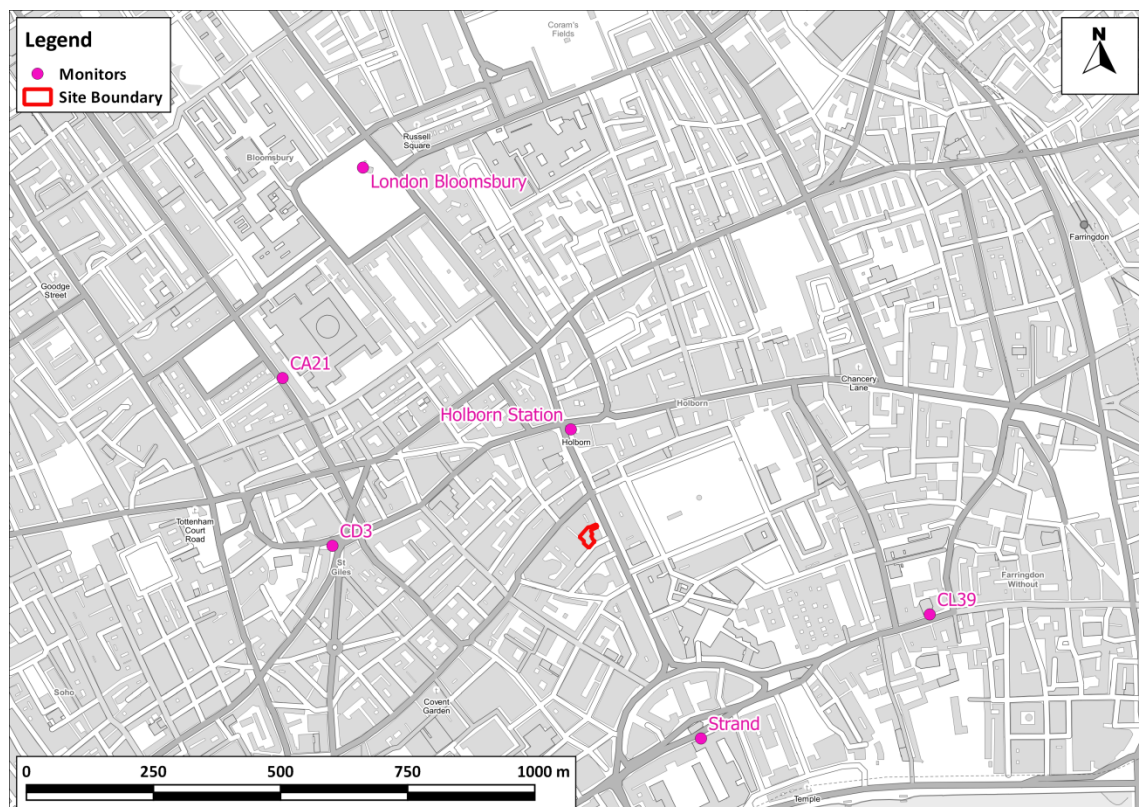 Legend
Monitors
Site Boundary
N
Coram's
Fields
Russell
Square
Bloomsbury
London Bloomsbury
Farringdon
Goodge
Street
CA21
Chancery
Lane
Holborn Station
Holborn
Holborn
Tottenham
Court
Road
CD3
St
Giles
Farringdon
Without
CL39
Soho
Covent
Garden
Strand
0 250 500 750 1000 m
Temple